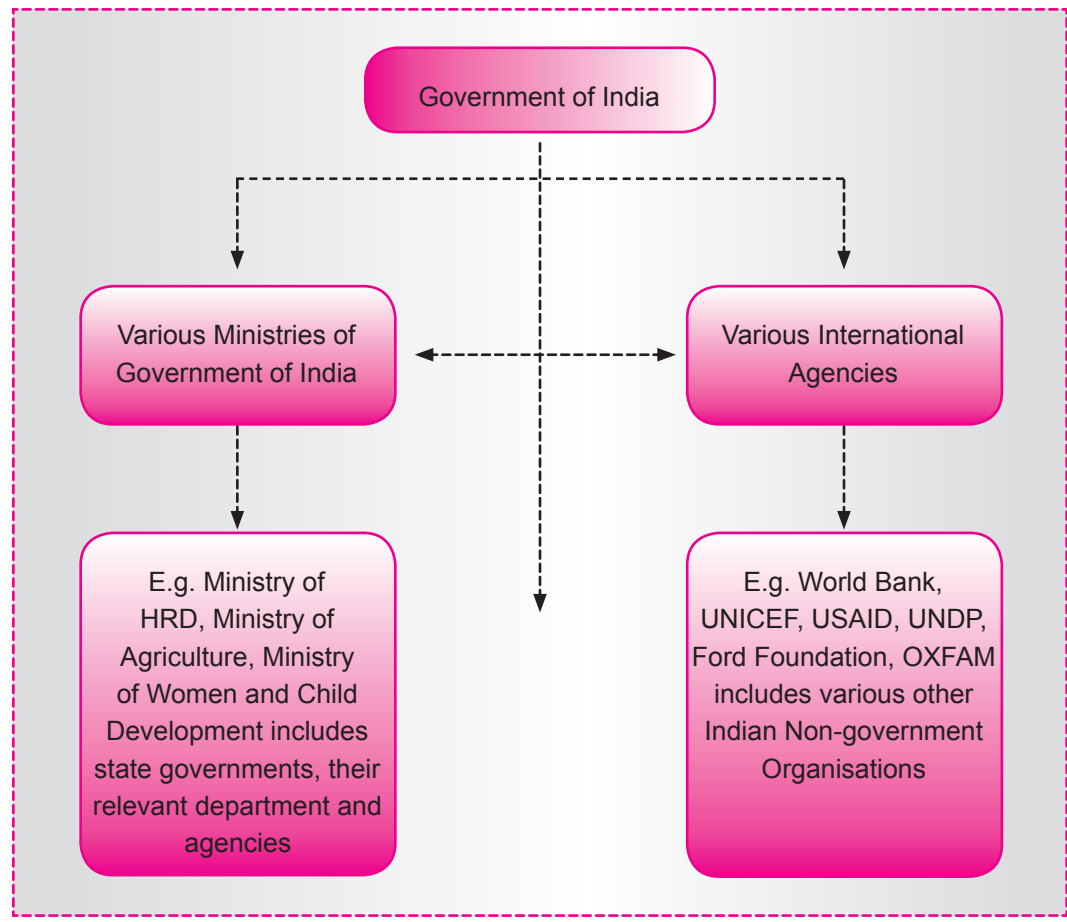 Government of India
Various Ministries of
Government of India
Various International
Agencies
E.g. Ministry of
HRD, Ministry of
Agriculture, Ministry
of Women and Child
Development includes
state governments, their
relevant department and
agencies
E.g. World Bank,
UNICEF, USAID, UNDP,
Ford Foundation, OXFAM
includes various other
Indian Non-government
Organisations